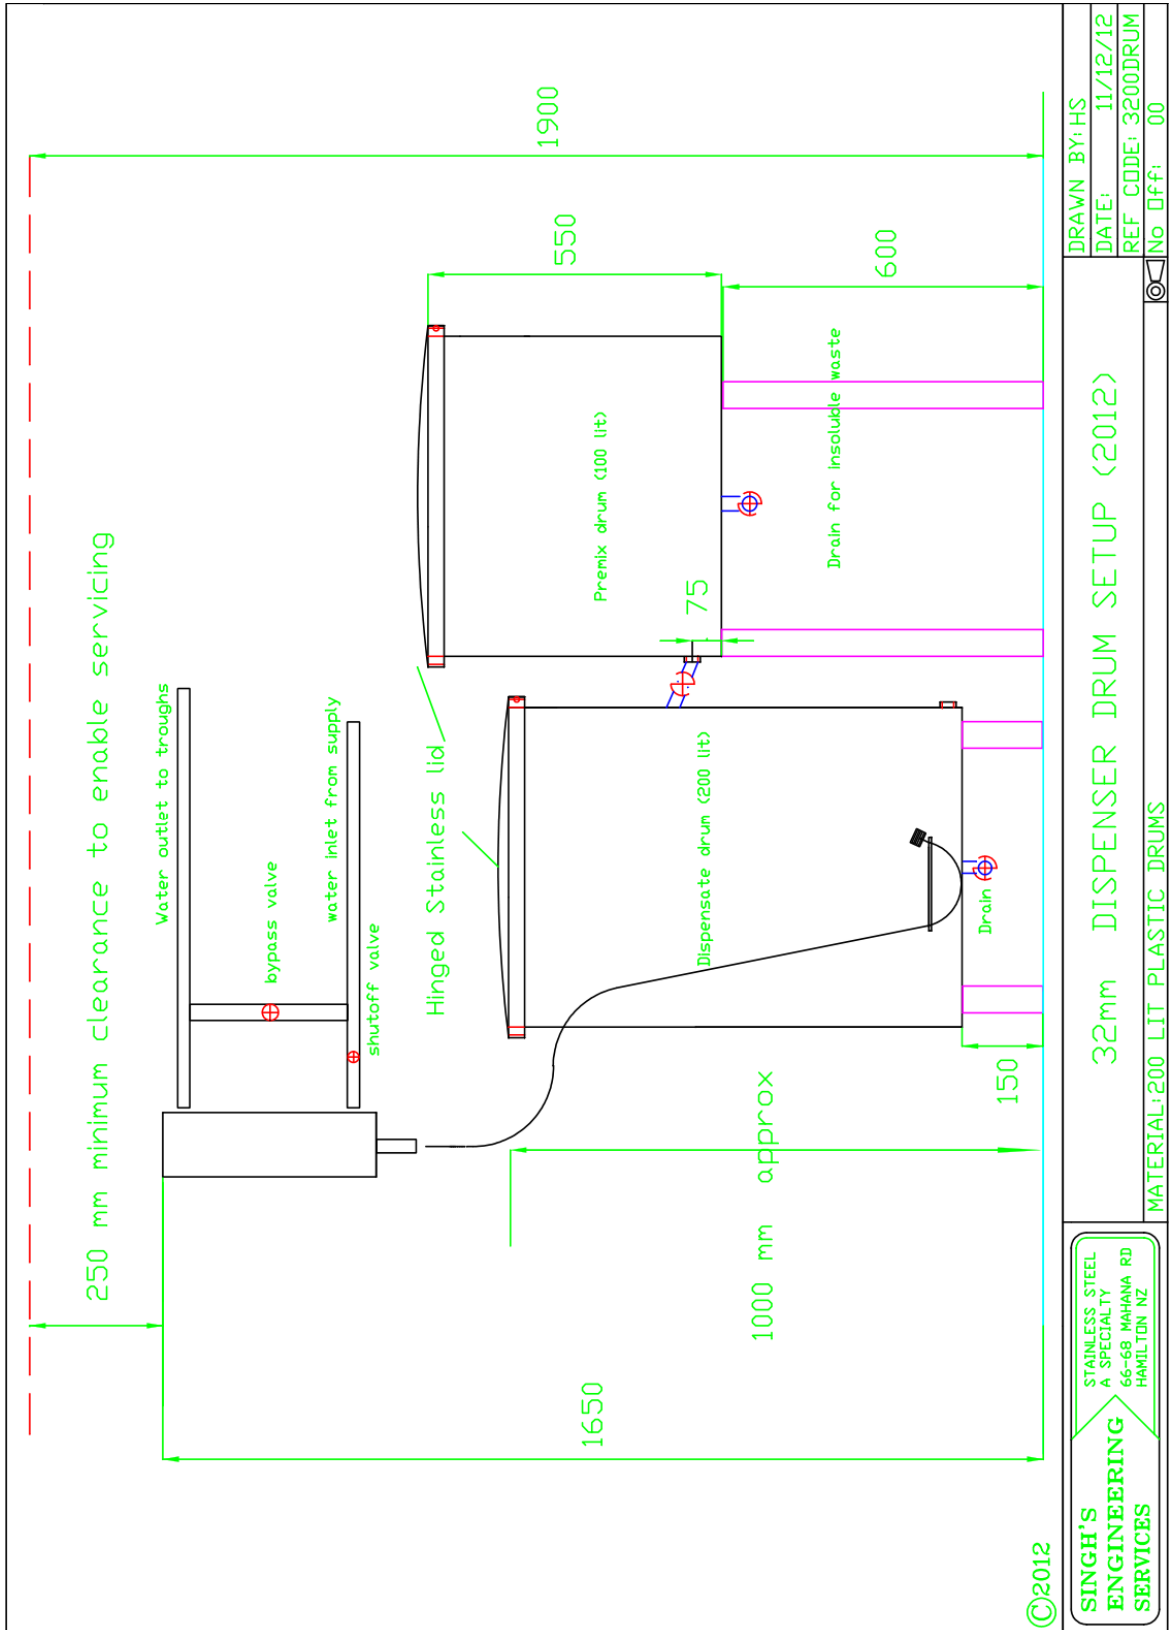 250 mm minimum clearance to enable servicing
Water outlet to troughs
bypass valve
water inlet from supply
shutoff valve
Hinged Stainless lid
1900
550
600
Premix drum (100 lit)
75
Drain for insoluble waste
Dispensate drum (200 lit)
Drain
150
1000 mm approx
1650
©2012
SINGH'S
ENGINEERING
SERVICES
STAINLESS STEEL
A SPECIALTY
66-68 MAHANA RD
HAMILTON NZ
32mm DISPENSER DRUM SETUP (2012)
MATERIAL:200 LIT PLASTIC DRUMS
DRAWN BY:HS
DATE: 11/12/12
REF CODE: 3200DRUM
No Off: 00